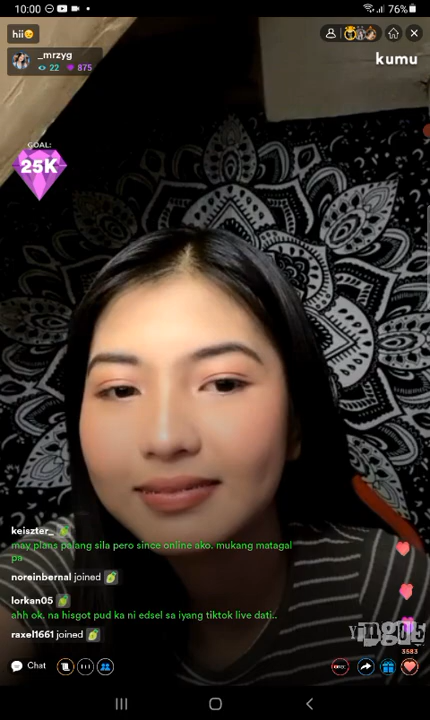 10:00
76%
hii😉
_mrzyg
22 875
kumu
GOAL:
25K
keiszter_
may plans palang sila pero since online ako. mukang matagal
pa
noreinbernal joined
lorkan05
ahh ok. na hisgot pud ka ni edsel sa iyang tiktok live dati..
raxel1661 joined
3583
Chat